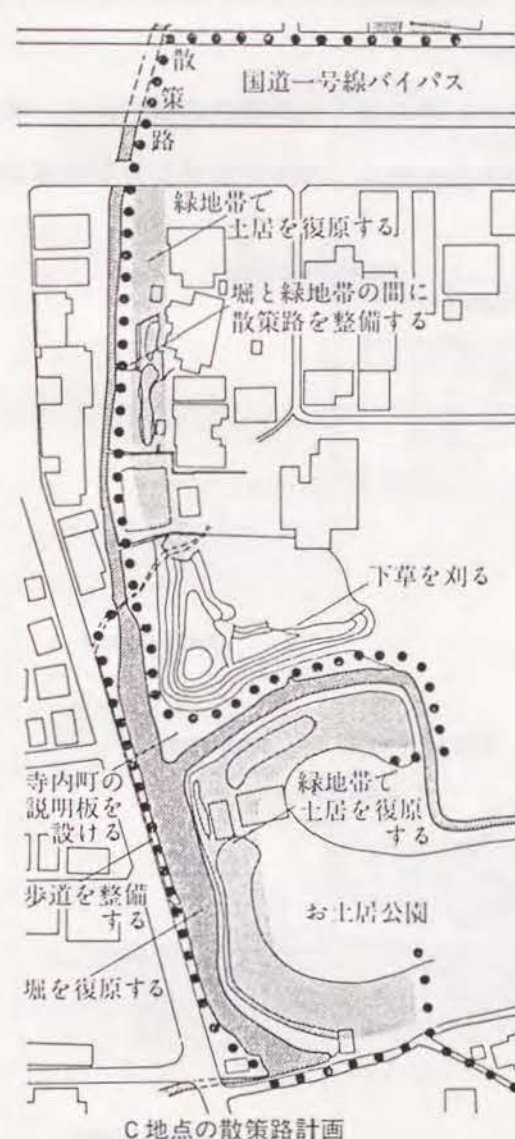 散策路
国道一号線バイパス
緑地帯で
土居を復原する
堀と緑地帯の間に
散策路を整備する
下草を刈る
寺内町の
説明板を
設ける
緑地帯で
土居を復原
する
歩道を整備
する
お土居公園
堀を復原する
C地点の散策路計画